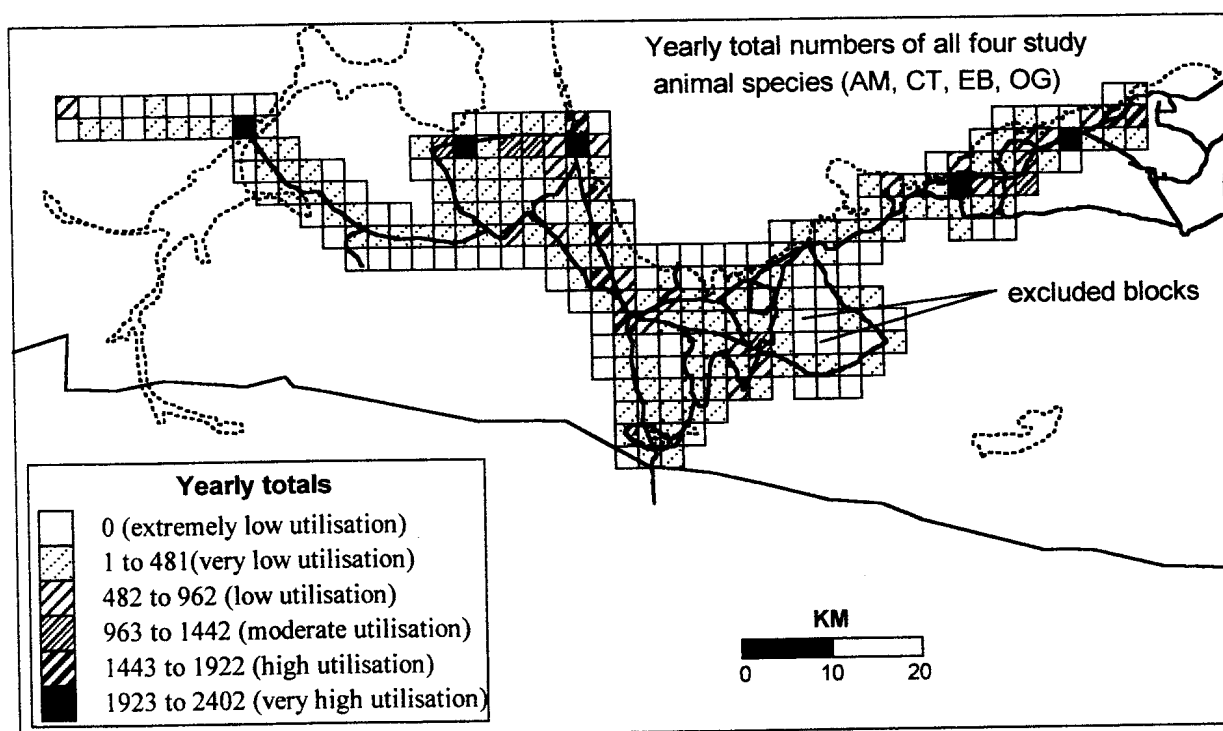 Yearly total numbers of all four study
animal species (AM, CT, EB, OG)
excluded blocks
Yearly totals
0 (extremely low utilisation)
1 to 481(very low utilisation)
482 to 962 (low utilisation)
963 to 1442 (moderate utilisation)
1443 to 1922 (high utilisation)
1923 to 2402 (very high utilisation)
KM
0 10 20